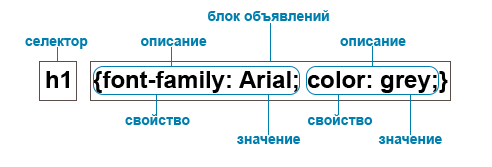 блок объявлений
селектор описание описание
h1 {font-family: Arial; color: grey;}
свойство свойство
значение значение